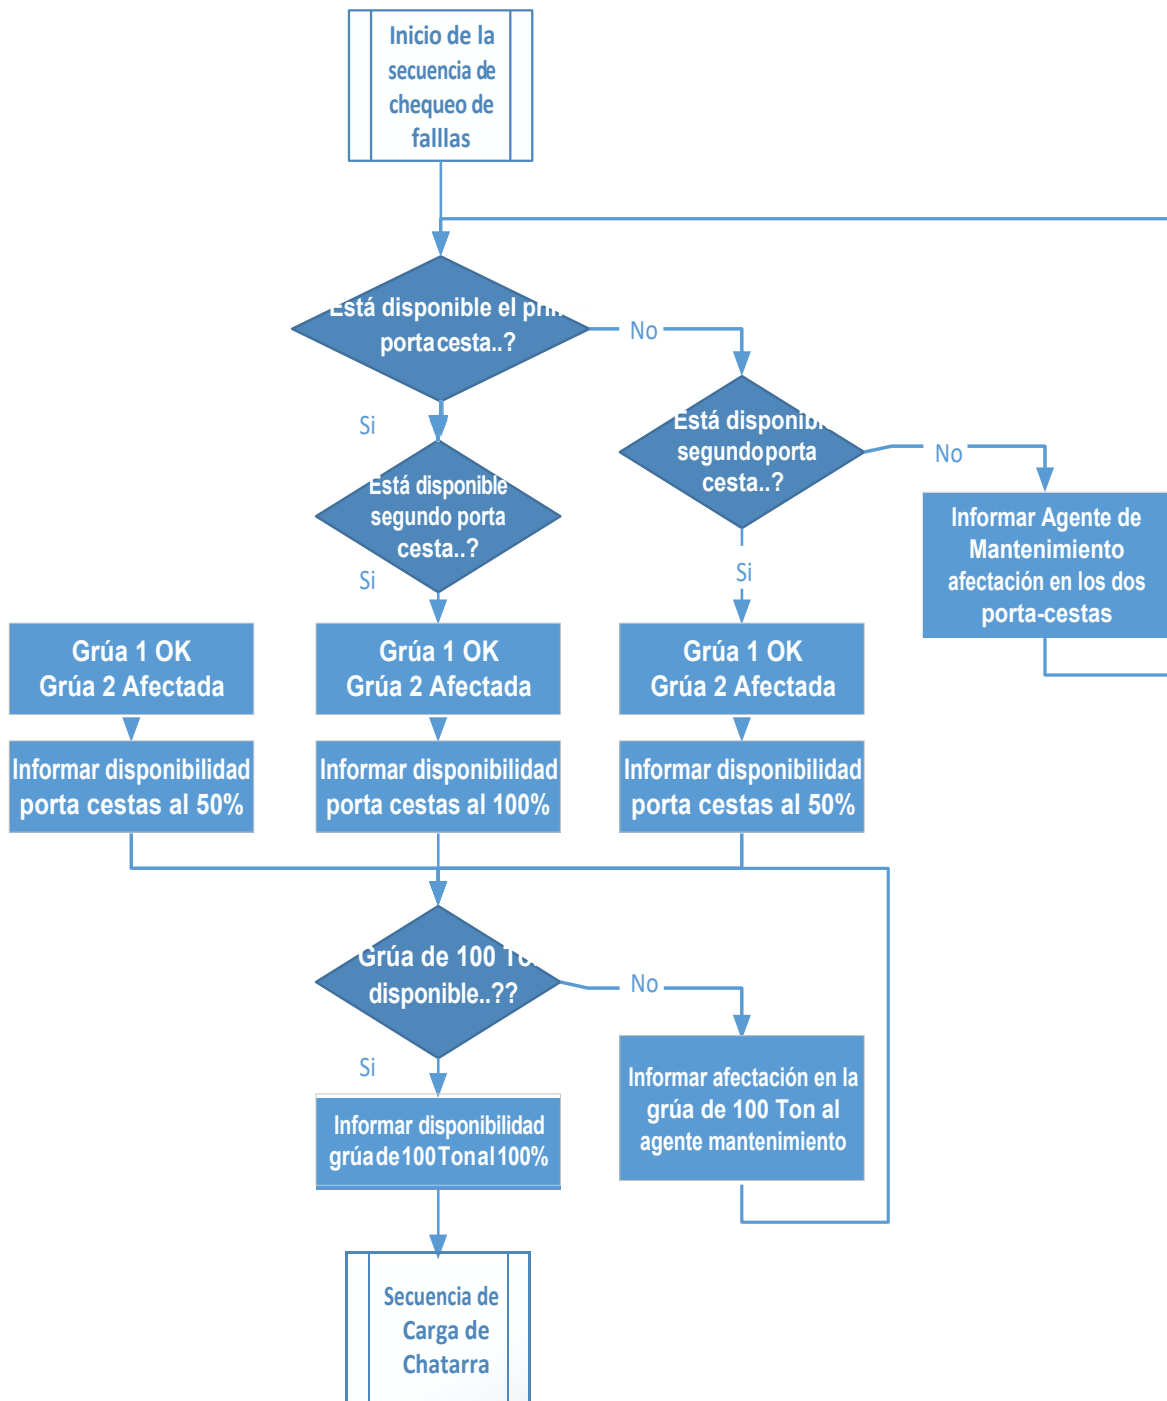 Inicio de la
secuencia de
chequeo de
falllas
Está disponible el
porta cesta..?
No
Si
Está disponible
segundo porta
cesta..?
Si
Está
segundo porta
cesta..?
No
Si
Informar Agente de
Mantenimiento
afectación en los dos
porta-cestas
Grúa 1 OK
Grúa 2 Afectada
Grúa 1 OK
Grúa 2 Afectada
Grúa 1 OK
Grúa 2 Afectada
Informar disponibilidad
porta cestas al 50%
Informar disponibilidad
porta cestas al 100%
Informar disponibilidad
porta cestas al 50%
Grúa de 100
disponible..??
No
Si
Informar afectación en la
grúa de 100 Ton al
agente mantenimiento
Informar disponibilidad
grúa de 100 Ton al 100%
Secuencia de
Carga de
Chatarra